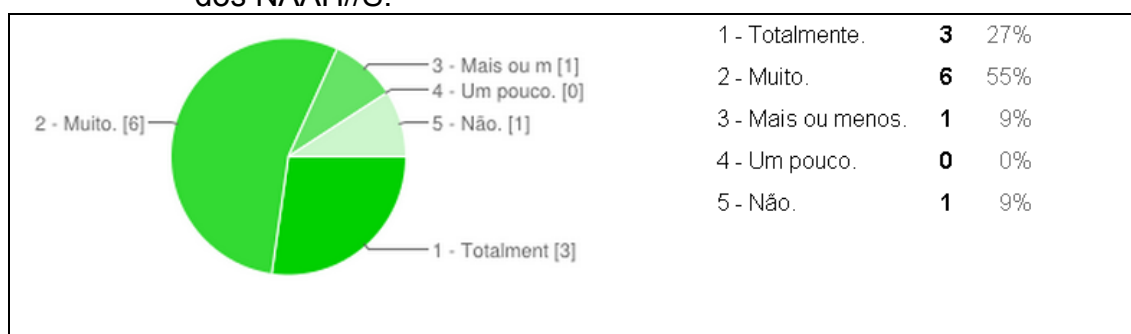 dos NAAH//S.
3 - Mais ou m [1]
4 - Um pouco. [0]
2 - Muito. [6]
5 - Não. [1]
1 - Totalment [3]
1 - Totalmente. 3 27%
2 - Muito. 6 55%
3 - Mais ou menos. 1 9%
4 - Um pouco. 0 0%
5 - Não. 1 9%